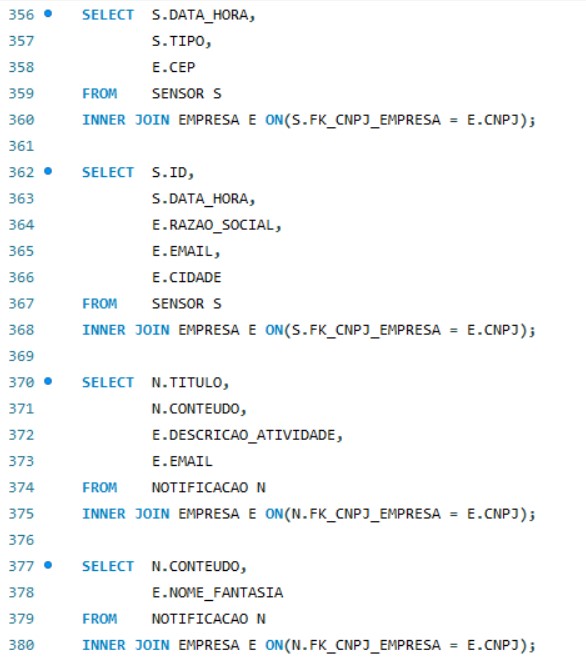 356 SELECT S.DATA_HORA,
357 S.TIPO,
358 E.CEP
359 FROM SENSOR S
360 INNER JOIN EMPRESA E ON(S.FK_CNPJ_EMPRESA = E.CNPJ);
361
362 SELECT S.ID,
363 S.DATA_HORA,
364 E.RAZAO_SOCIAL,
365 E.EMAIL,
366 E.CIDADE
367 FROM SENSOR S
368 INNER JOIN EMPRESA E ON(S.FK_CNPJ_EMPRESA = E.CNPJ);
369
370 SELECT N.TITULO,
371 N.CONTEUDO,
372 E.DESCRICAO_ATIVIDADE,
373 E.EMAIL
374 FROM NOTIFICACAO N
375 INNER JOIN EMPRESA E ON(N.FK_CNPJ_EMPRESA = E.CNPJ);
376
377 SELECT N.CONTEUDO,
378 E.NOME_FANTASIA
379 FROM NOTIFICACAO N
380 INNER JOIN EMPRESA E ON(N.FK_CNPJ_EMPRESA = E.CNPJ);